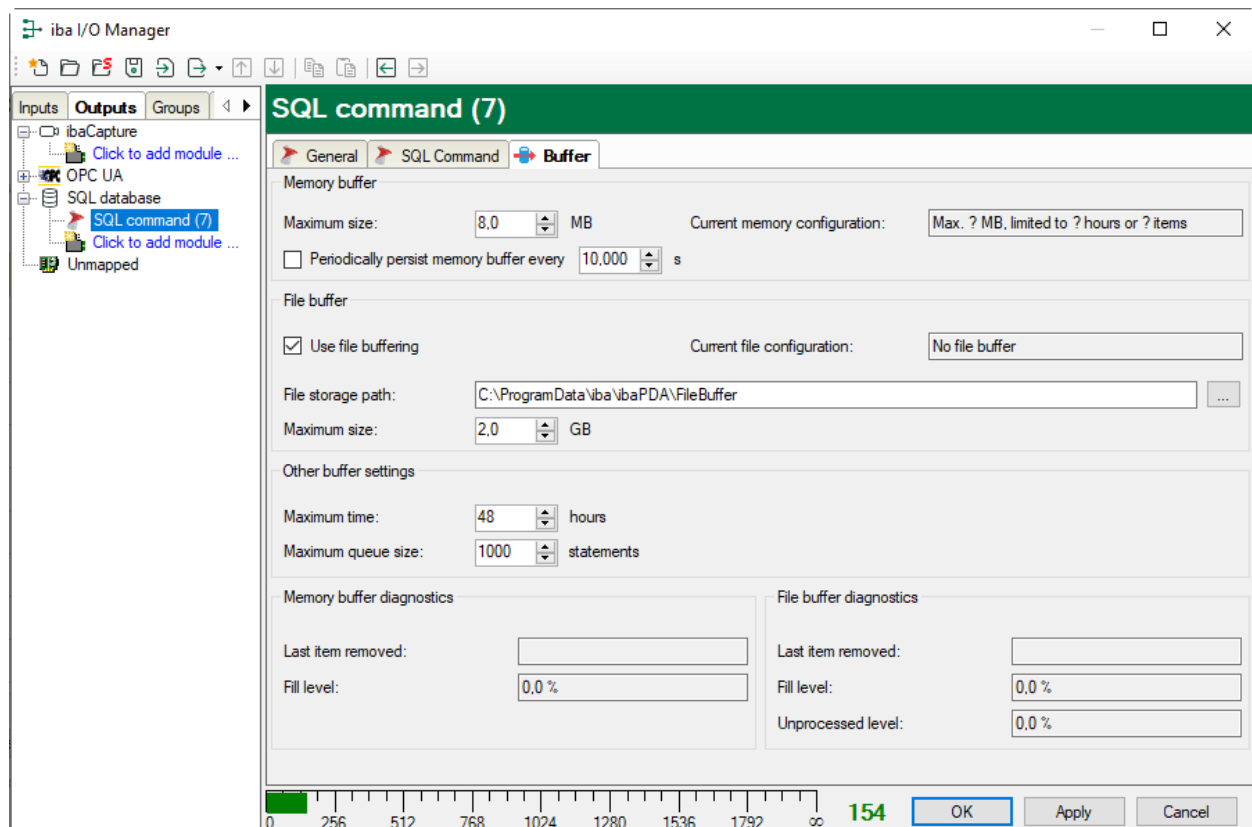 iba I/O Manager
Inputs Outputs Groups
ibaCapture
Click to add module ...
OPC UA
SQL database
SQL command (7)
Click to add module ...
Unmapped
SQL command (7)
General SQL Command Buffer
Memory buffer
Maximum size: 8,0 MB Current memory configuration: Max. ? MB, limited to ? hours or ? items
Periodically persist memory buffer every 10,000 s
File buffer
Use file buffering Current file configuration: No file buffer
File storage path: C:\ProgramData\iba\ibaPDA\FileBuffer ...
Maximum size: 2,0 GB
Other buffer settings
Maximum time: 48 hours
Maximum queue size: 1000 statements
Memory buffer diagnostics
Last item removed:
Fill level: 0,0 %
File buffer diagnostics
Last item removed:
Fill level: 0,0 %
Unprocessed level: 0,0 %
0 256 512 768 1024 1280 1536 1792 ∞
154 OK Apply Cancel